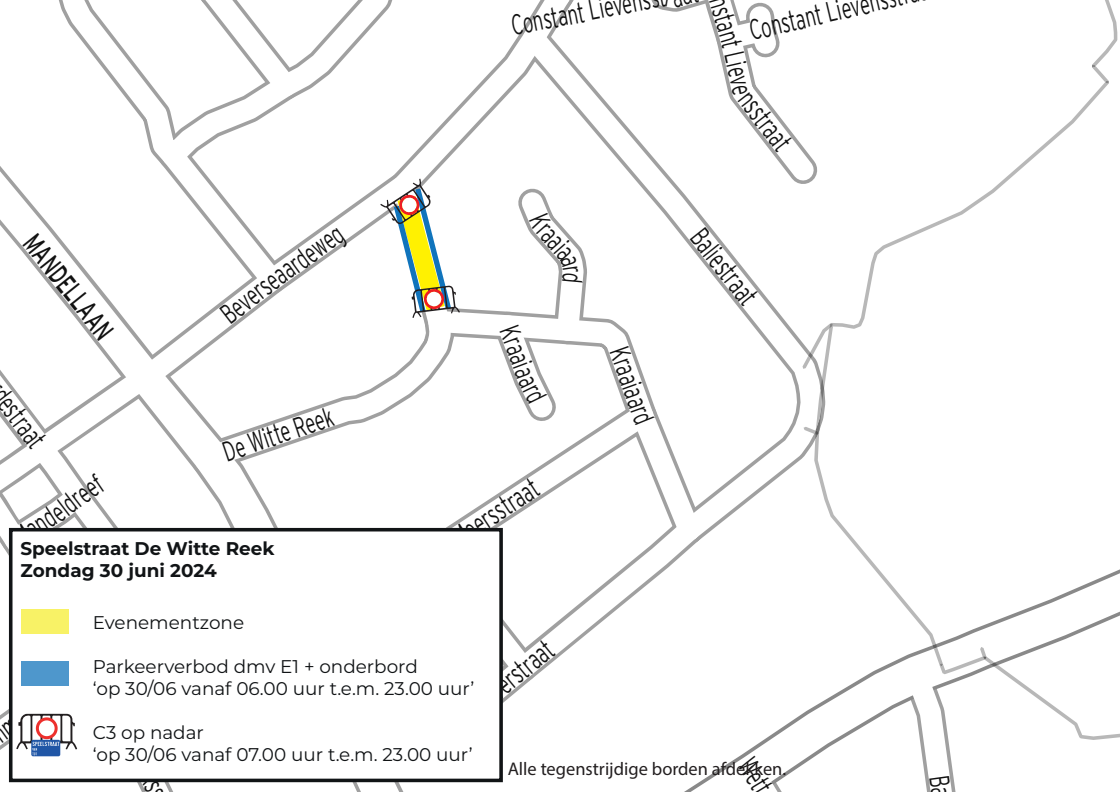 Constant Lievensstraat
Constant Lievensstraat
Constant Lievensstraat
Kraaiaard
Baliestraat
MANDELLAAN
Beverseaardeweg
Kraaiaard
Kraaiaard
De Witte Reek
Speelstraat De Witte Reek
Zondag 30 juni 2024
Evenementzone
Parkeerverbod dmv E1 + onderbord
‘op 30/06 vanaf 06.00 uur t.e.m. 23.00 uur’
SPEELSTRAAT
C3 op nadar
‘op 30/06 vanaf 07.00 uur t.e.m. 23.00 uur’
Alle tegenstrijdige borden afdekken.